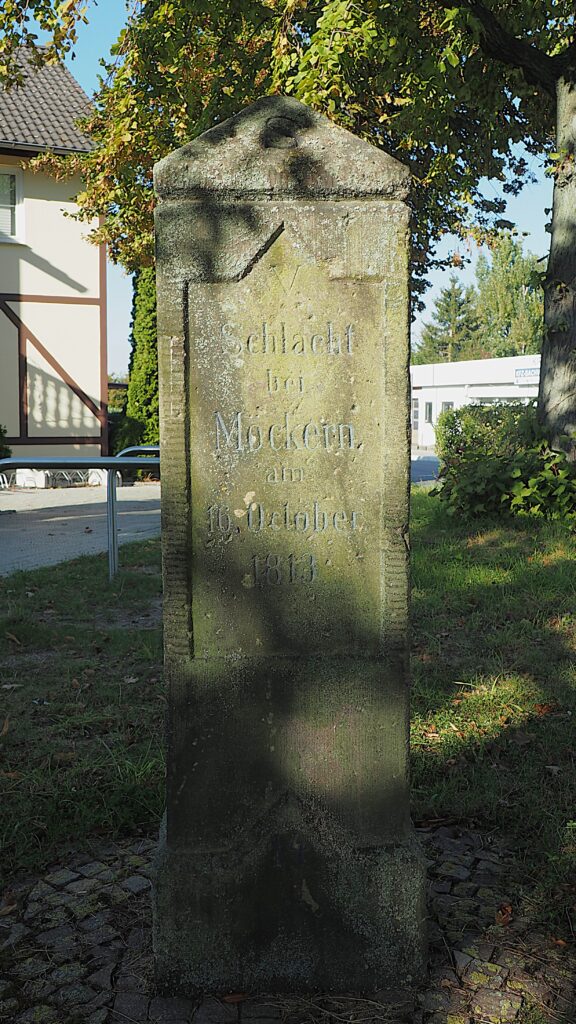 V
Schlacht
bei
Möckern,
am
16. October
1813